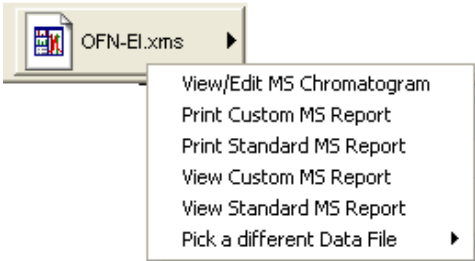 OFN-EI.xms
View/Edit MS Chromatogram
Print Custom MS Report
Print Standard MS Report
View Custom MS Report
View Standard MS Report
Pick a different Data File